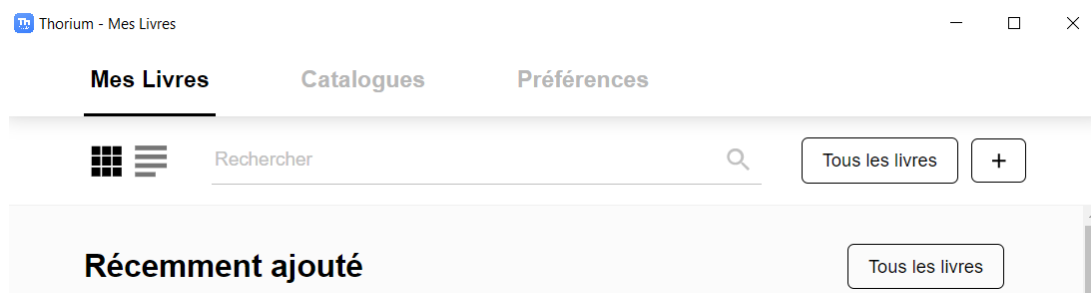 Th Thorium - Mes Livres
Mes Livres Catalogues Préférences
Rechercher Tous les livres +
Récemment ajouté Tous les livres